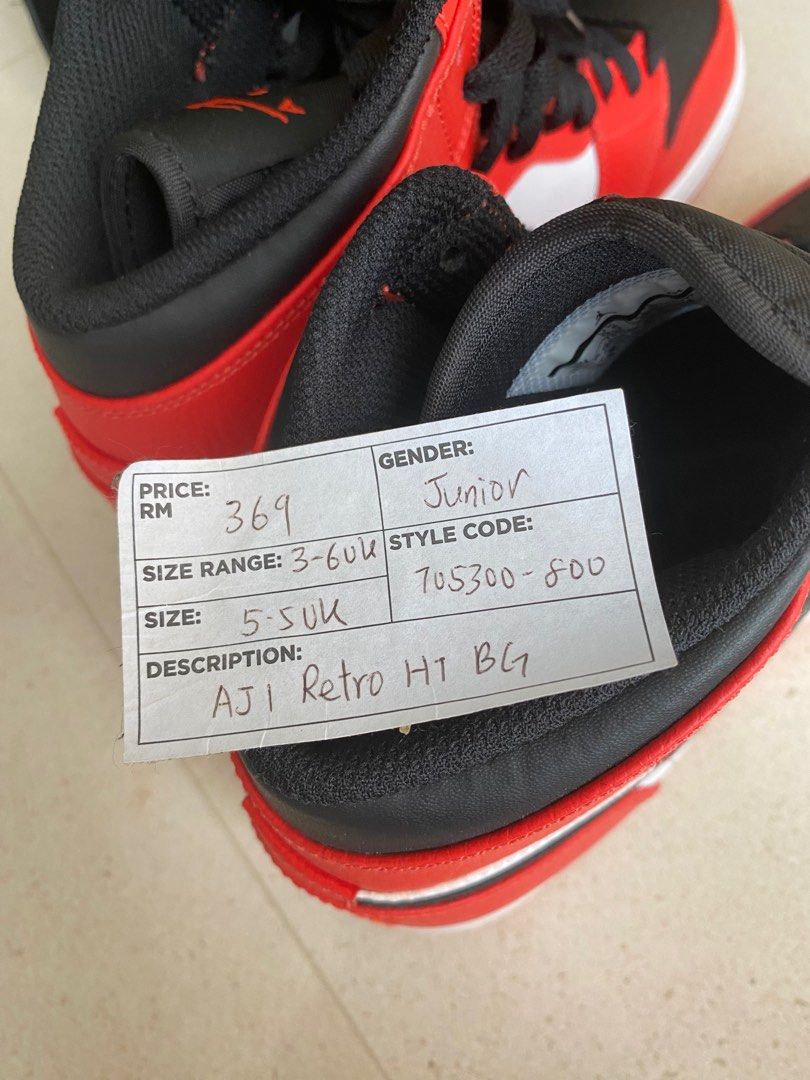 PRICE:
RM 369
GENDER:
Junior
SIZE RANGE: 3-6UK
STYLE CODE:
705300-800
SIZE: 5-5UK
DESCRIPTION:
AJ1 Retro HT BG